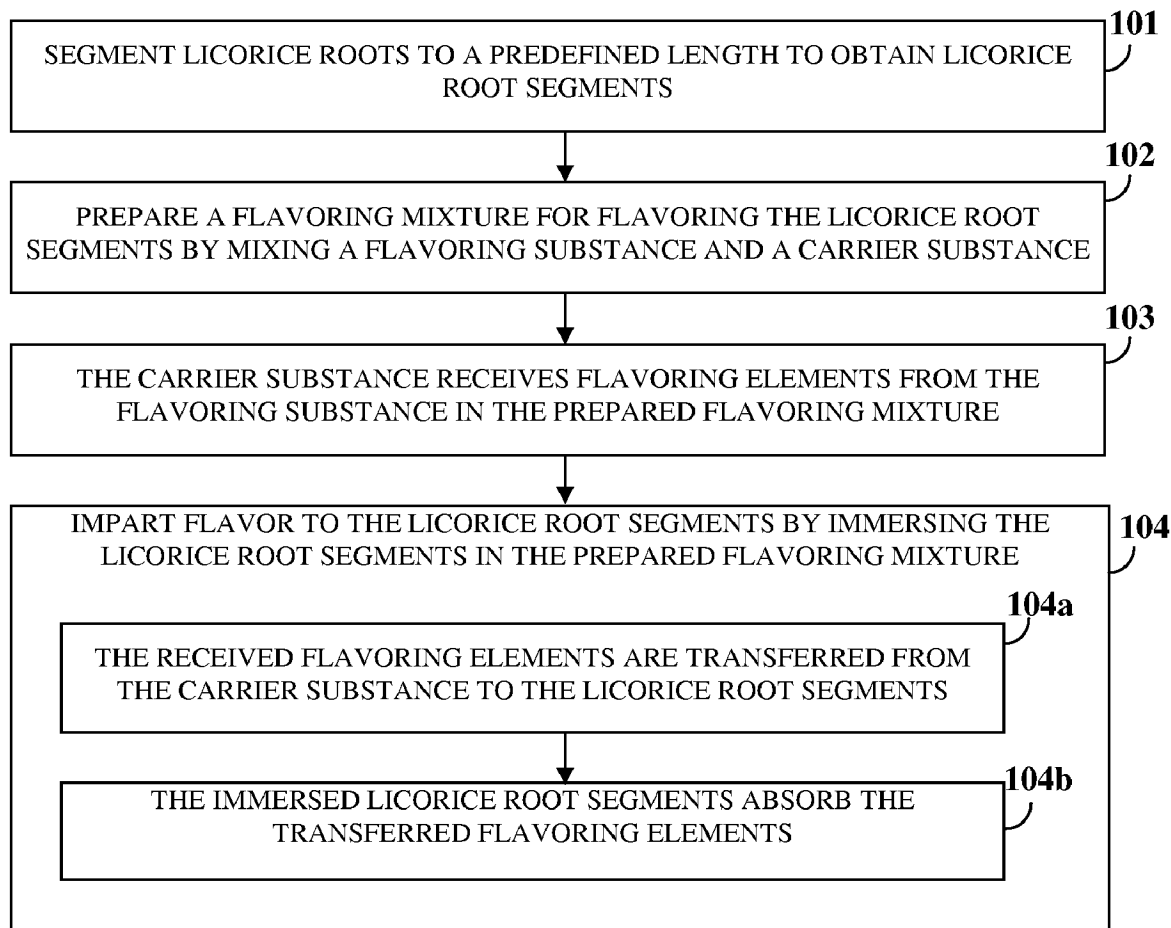 101
SEGMENT LICORICE ROOTS TO A PREDEFINED LENGTH TO OBTAIN LICORICE
ROOT SEGMENTS
102
PREPARE A FLAVORING MIXTURE FOR FLAVORING THE LICORICE ROOT
SEGMENTS BY MIXING A FLAVORING SUBSTANCE AND A CARRIER SUBSTANCE
103
THE CARRIER SUBSTANCE RECEIVES FLAVORING ELEMENTS FROM THE
FLAVORING SUBSTANCE IN THE PREPARED FLAVORING MIXTURE
IMPART FLAVOR TO THE LICORICE ROOT SEGMENTS BY IMMERSING THE
LICORICE ROOT SEGMENTS IN THE PREPARED FLAVORING MIXTURE
104
104a
THE RECEIVED FLAVORING ELEMENTS ARE TRANSFERRED FROM
THE CARRIER SUBSTANCE TO THE LICORICE ROOT SEGMENTS
104b
THE IMMERSED LICORICE ROOT SEGMENTS ABSORB THE
TRANSFERRED FLAVORING ELEMENTS